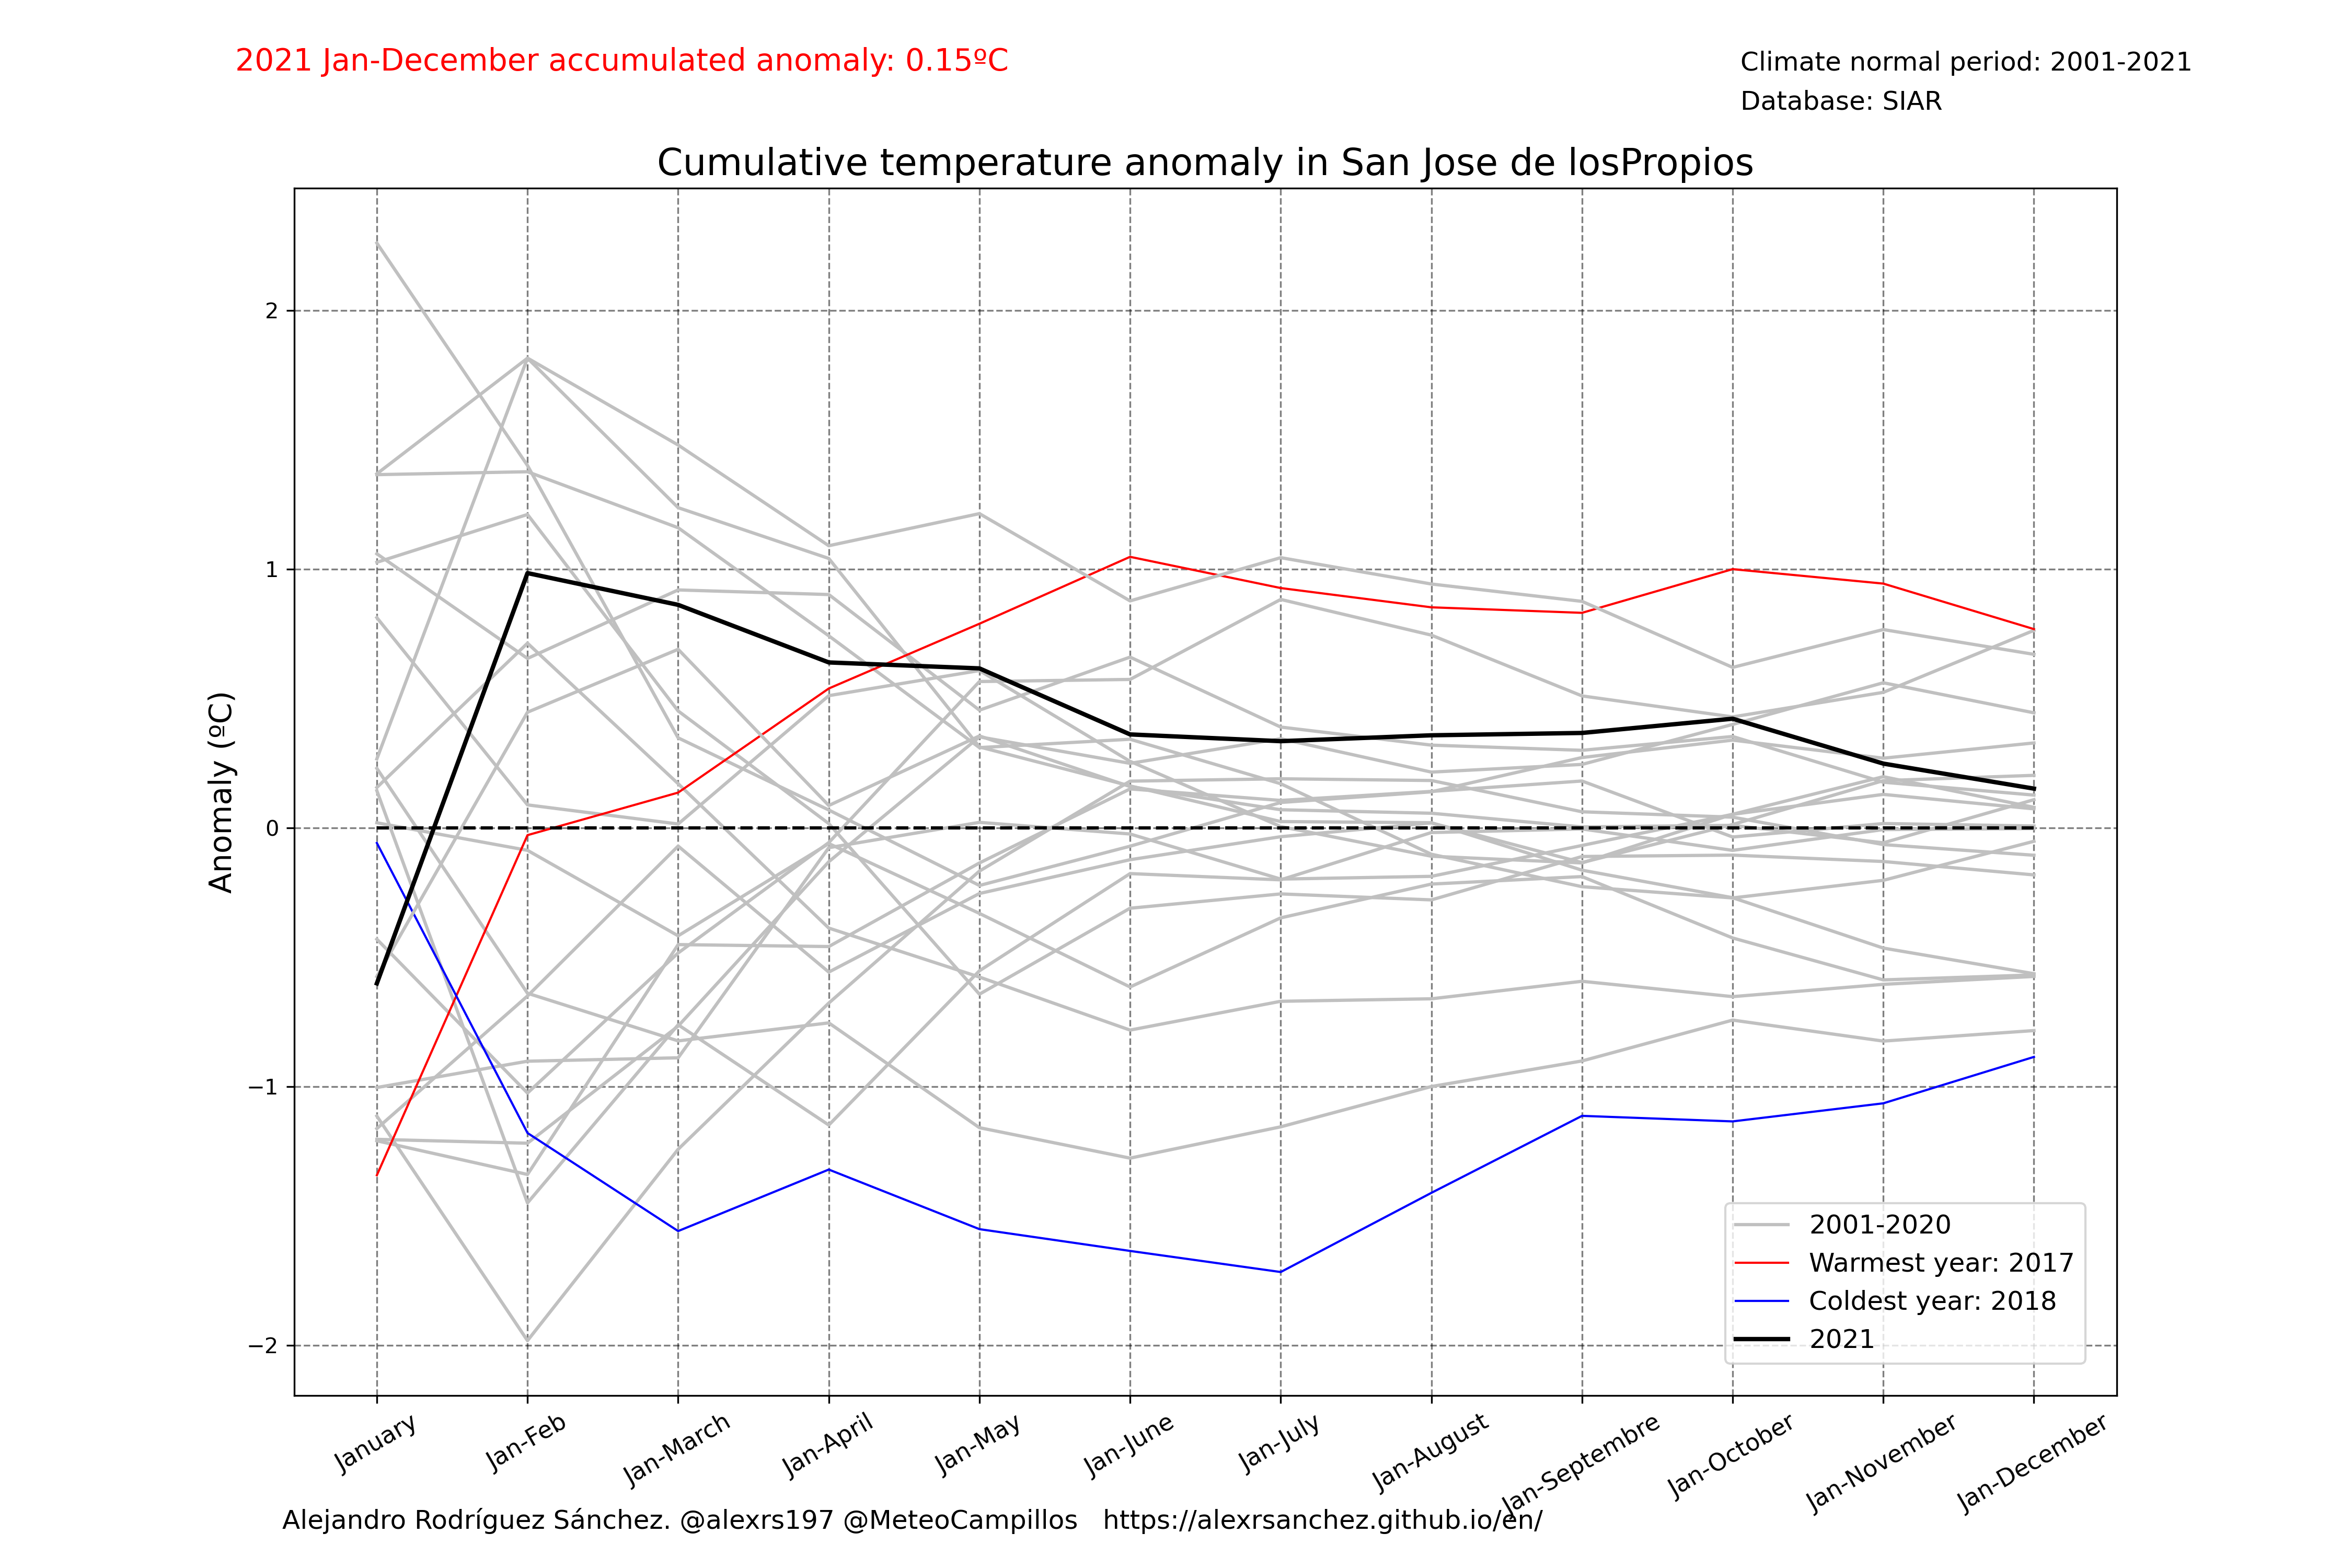 2021 Jan-December accumulated anomaly: 0.15ºC
Climate normal period: 2001-2021
Database: SIAR
Cumulative temperature anomaly in San Jose de losPropios
Anomaly (ºC)
2
1
0
−1
−2
2001-2020
Warmest year: 2017
Coldest year: 2018
2021
January
Jan-Feb
Jan-March
Jan-April
Jan-May
Jan-June
Jan-July
Jan-August
Jan-Septembre
Jan-October
Jan-November
Jan-December
Alejandro Rodríguez Sánchez. @alexrs197 @MeteoCampillos   https://alexrsanchez.github.io/en/